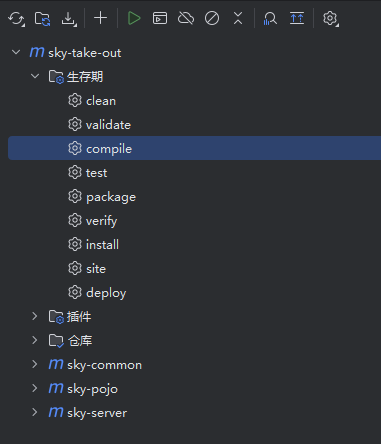 sky-take-out
生存期
clean
validate
compile
test
package
verify
install
site
deploy
插件
仓库
sky-common
sky-pojo
sky-server